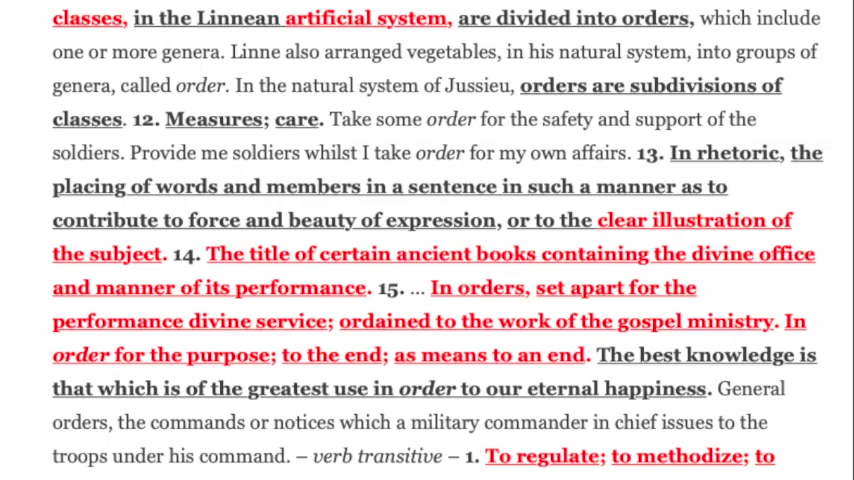 classes, in the Linnean artificial system, are divided into orders, which include
one or more genera. Linne also arranged vegetables, in his natural system, into groups of
genera, called order. In the natural system of Jussieu, orders are subdivisions of
classes. 12. Measures; care. Take some order for the safety and support of the
soldiers. Provide me soldiers whilst I take order for my own affairs. 13. In rhetoric, the
placing of words and members in a sentence in such a manner as to
contribute to force and beauty of expression, or to the clear illustration of
the subject. 14. The title of certain ancient books containing the divine office
and manner of its performance. 15. ... In orders, set apart for the
performance divine service; ordained to the work of the gospel ministry. In
order for the purpose; to the end; as means to an end. The best knowledge is
that which is of the greatest use in order to our eternal happiness. General
orders, the commands or notices which a military commander in chief issues to the
troops under his command. – verb transitive – 1. To regulate; to methodize; to